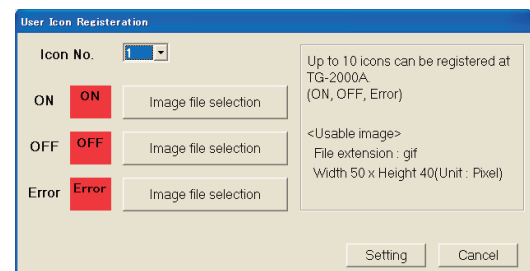 User Icon Registeration
Icon No. 1
Up to 10 icons can be registered at
TG-2000A.
(ON, OFF, Error)
ON ON Image file selection
<Usable image>
OFF OFF Image file selection
File extension : gif
Width 50 x Height 40(Unit : Pixel)
Error Error Image file selection
Setting Cancel